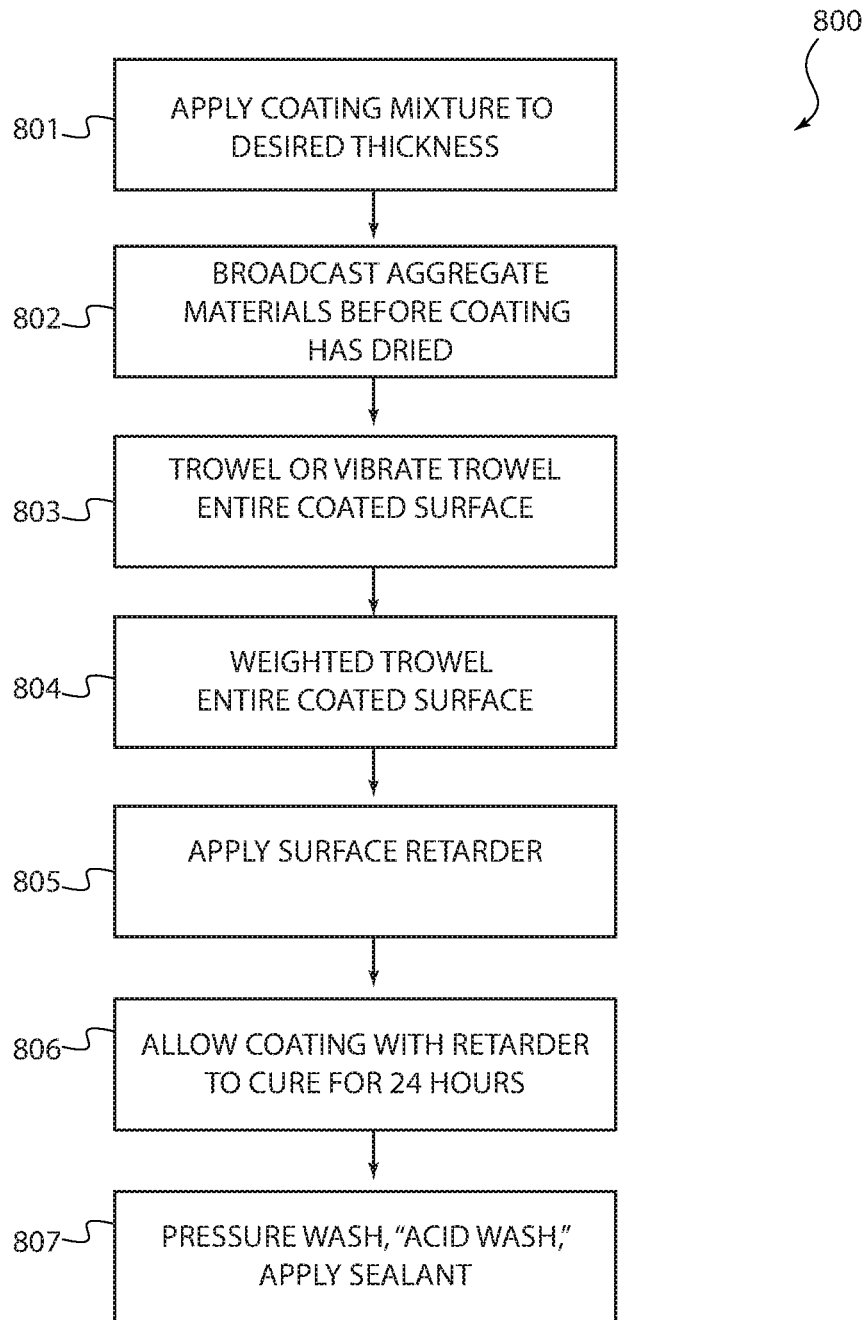 800
801
APPLY COATING MIXTURE TO
DESIRED THICKNESS
802
BROADCAST AGGREGATE
MATERIALS BEFORE COATING
HAS DRIED
803
TROWEL OR VIBRATE TROWEL
ENTIRE COATED SURFACE
804
WEIGHTED TROWEL
ENTIRE COATED SURFACE
805
APPLY SURFACE RETARDER
806
ALLOW COATING WITH RETARDER
TO CURE FOR 24 HOURS
807
PRESSURE WASH, “ACID WASH,”
APPLY SEALANT